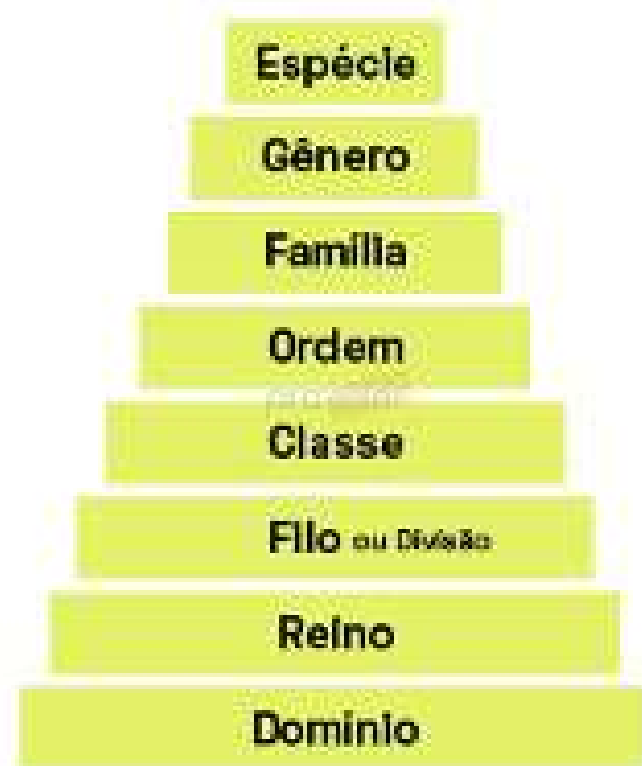 Espécie
Gênero
Família
Ordem
Classe
Filo ou Divisão
Reino
Domínio